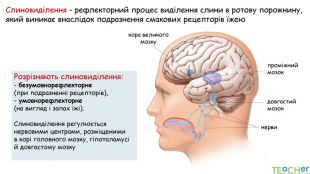 Слиновиділення - рефлекторний процес виділення слини в ротову порожнину,
який виникає внаслідок подразнення смакових рецепторів їжею
кора великого
мозку
проміжний
мозок
довгастий
мозок
нерви
Розрізняють слиновиділення:
- безумовнорефлекторне
(при подразненні рецепторів),
- умовнорефлекторне
(на вигляд і запах їжі).
Слиновиділення регулюється
нервовими центрами, розміщеними
в корі головного мозку, гіпоталамусі
й довгастому мозку
TEACHer